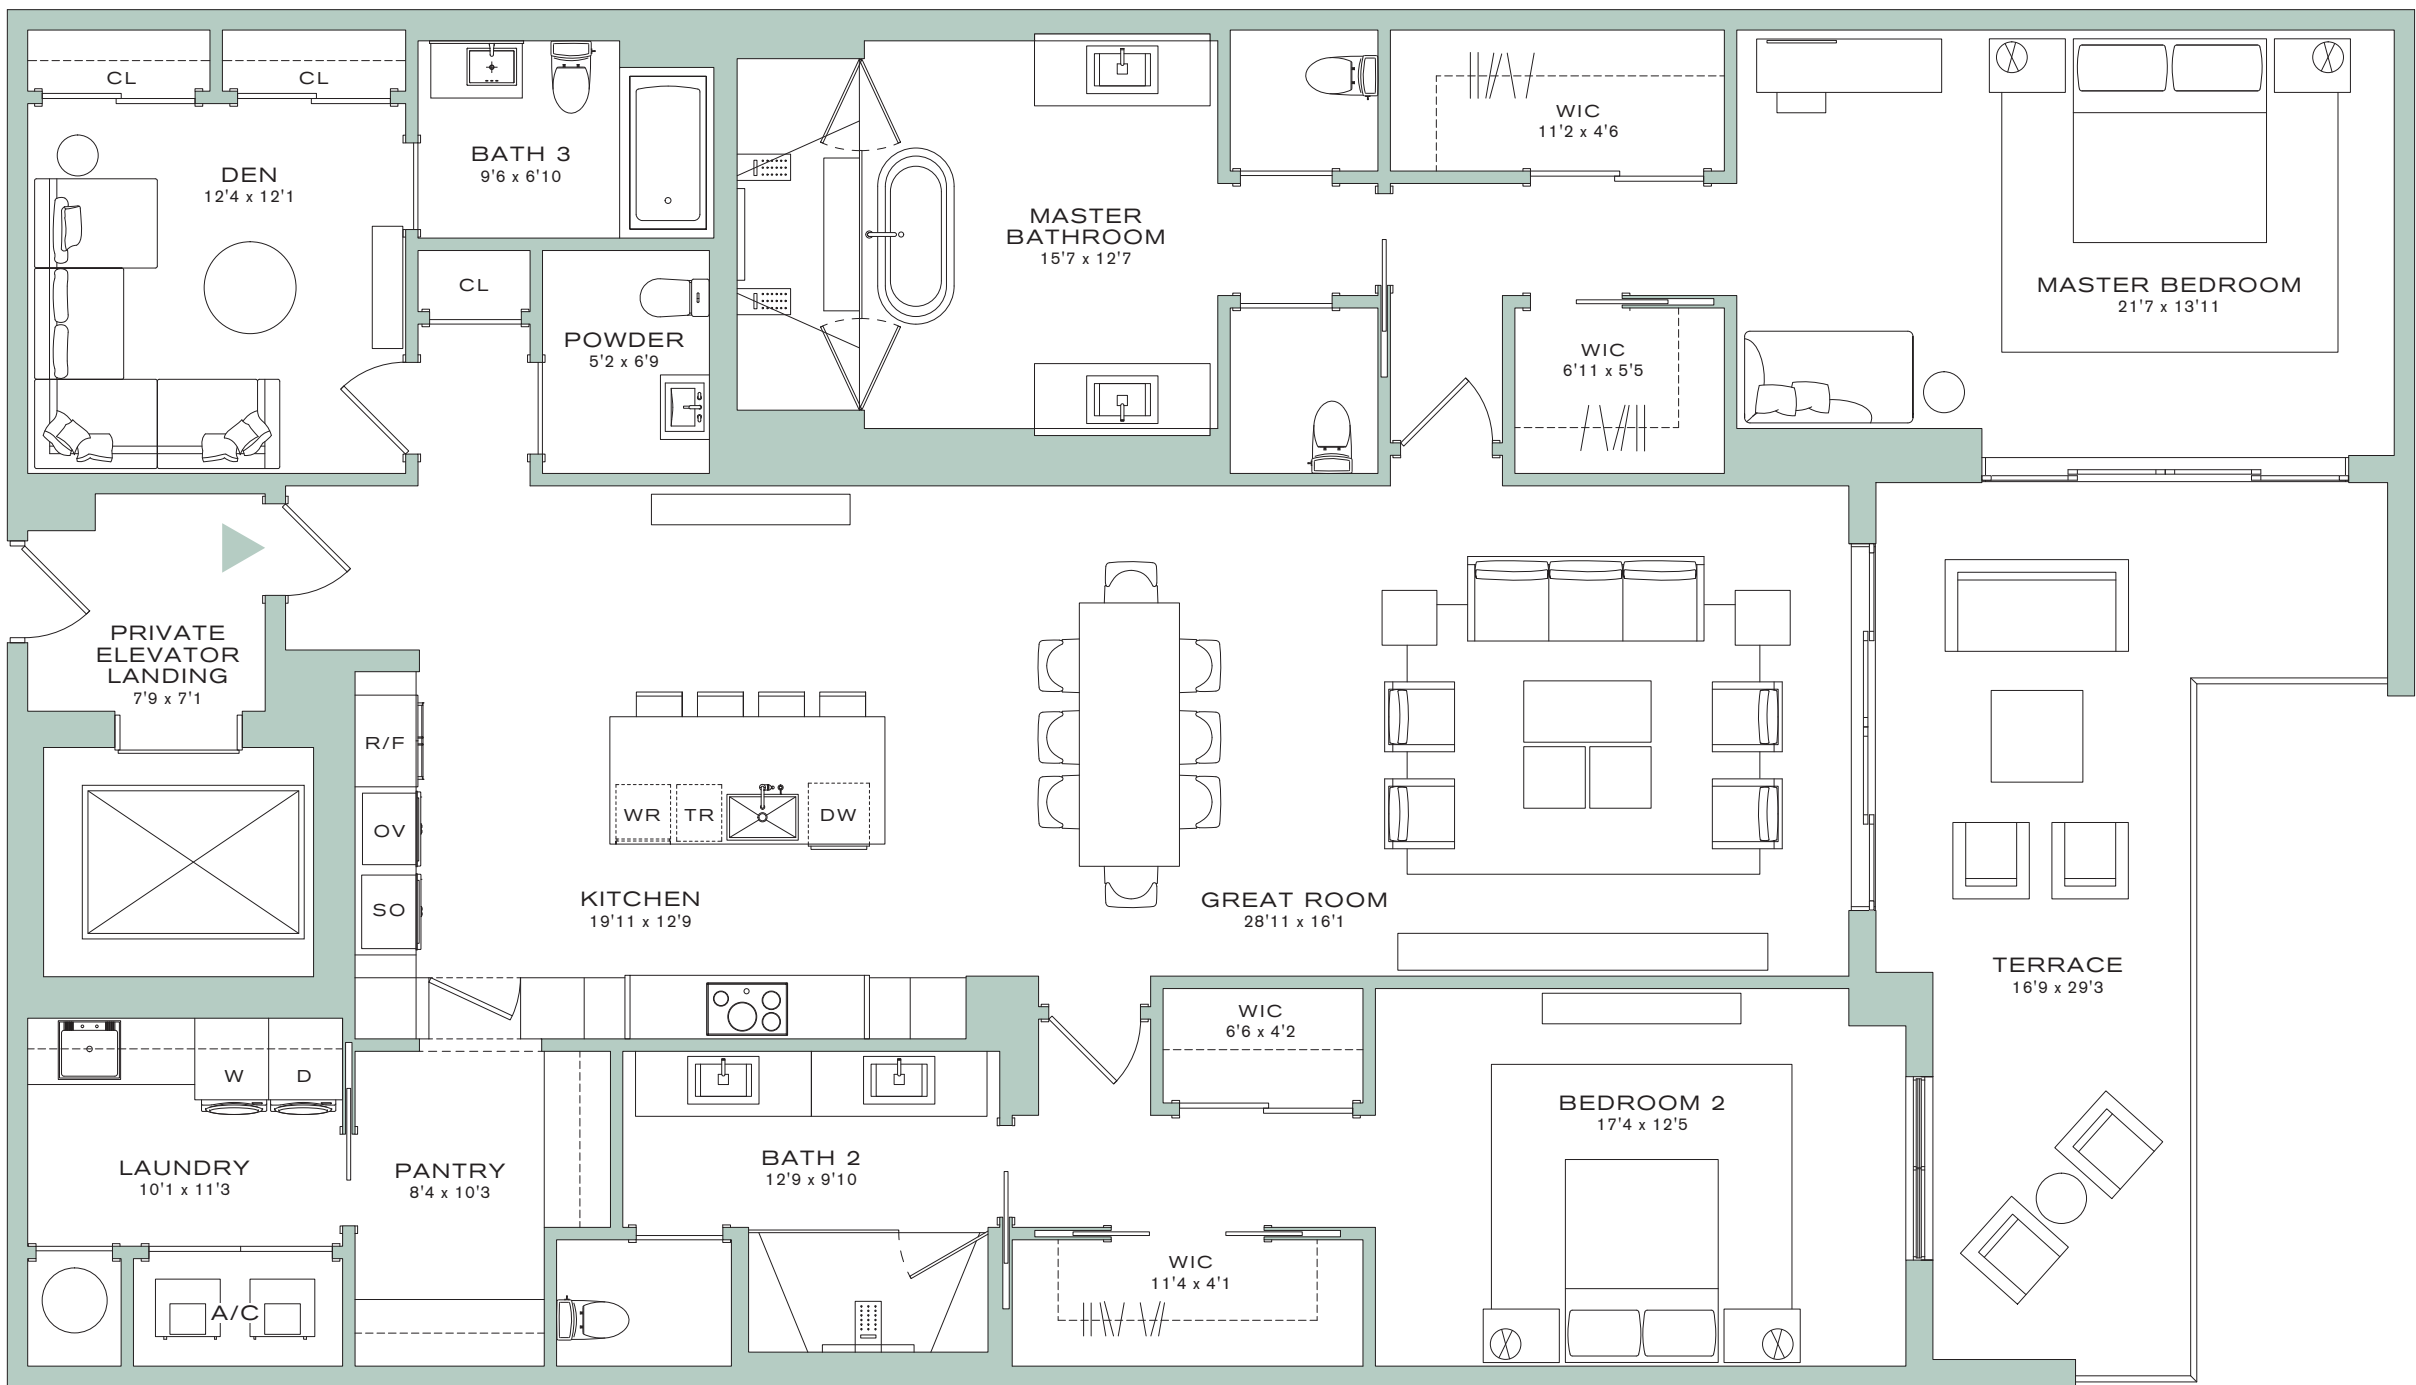 CL
CL
DEN
12'4 x 12'1
BATH 3
9'6 x 6'10
CL
POWDER
5'2 x 6'9
MASTER
BATHROOM
15'7 x 12'7
WIC
11'2 x 4'6
WIC
6'11 x 5'5
MASTER BEDROOM
21'7 x 13'11
PRIVATE
ELEVATOR
LANDING
7'9 x 7'1
R/F
OV
SO
WR
TR
DW
KITCHEN
19'11 x 12'9
GREAT ROOM
28'11 x 16'1
TERRACE
16'9 x 29'3
W
D
LAUNDRY
10'1 x 11'3
A/C
PANTRY
8'4 x 10'3
BATH 2
12'9 x 9'10
WIC
6'6 x 4'2
WIC
11'4 x 4'1
BEDROOM 2
17'4 x 12'5